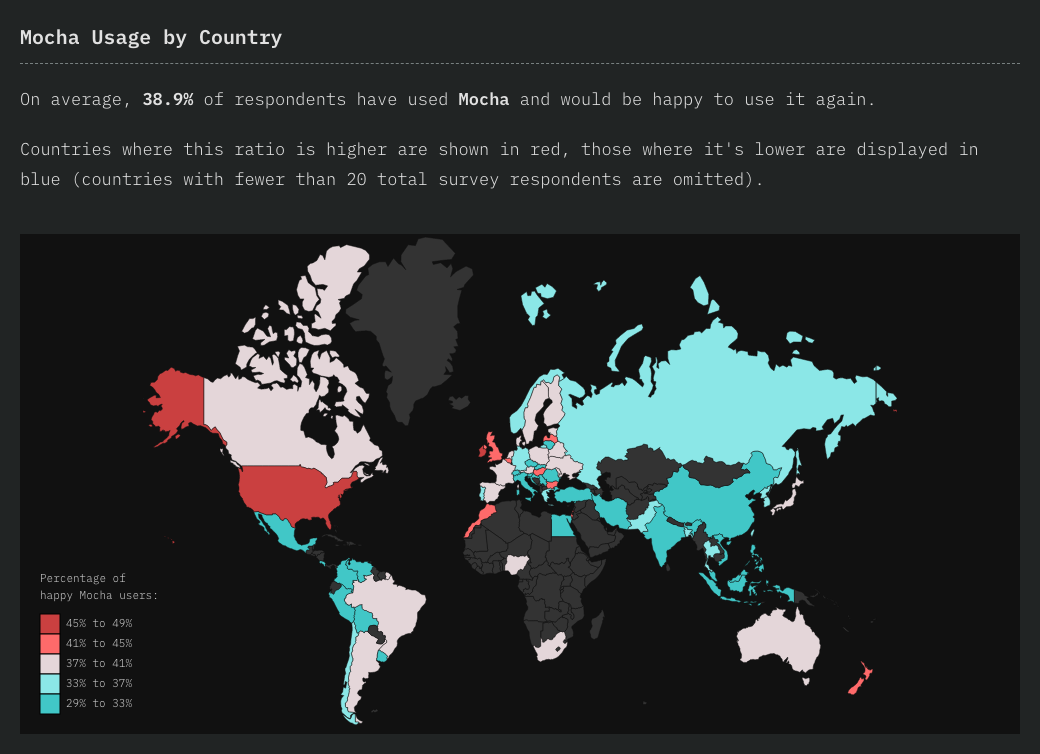 Mocha Usage by Country
On average, 38.9% of respondents have used Mocha and would be happy to use it again.
Countries where this ratio is higher are shown in red, those where it's lower are displayed in
blue (countries with fewer than 20 total survey respondents are omitted).
Percentage of
happy Mocha users:
45% to 49%
41% to 45%
37% to 41%
33% to 37%
29% to 33%